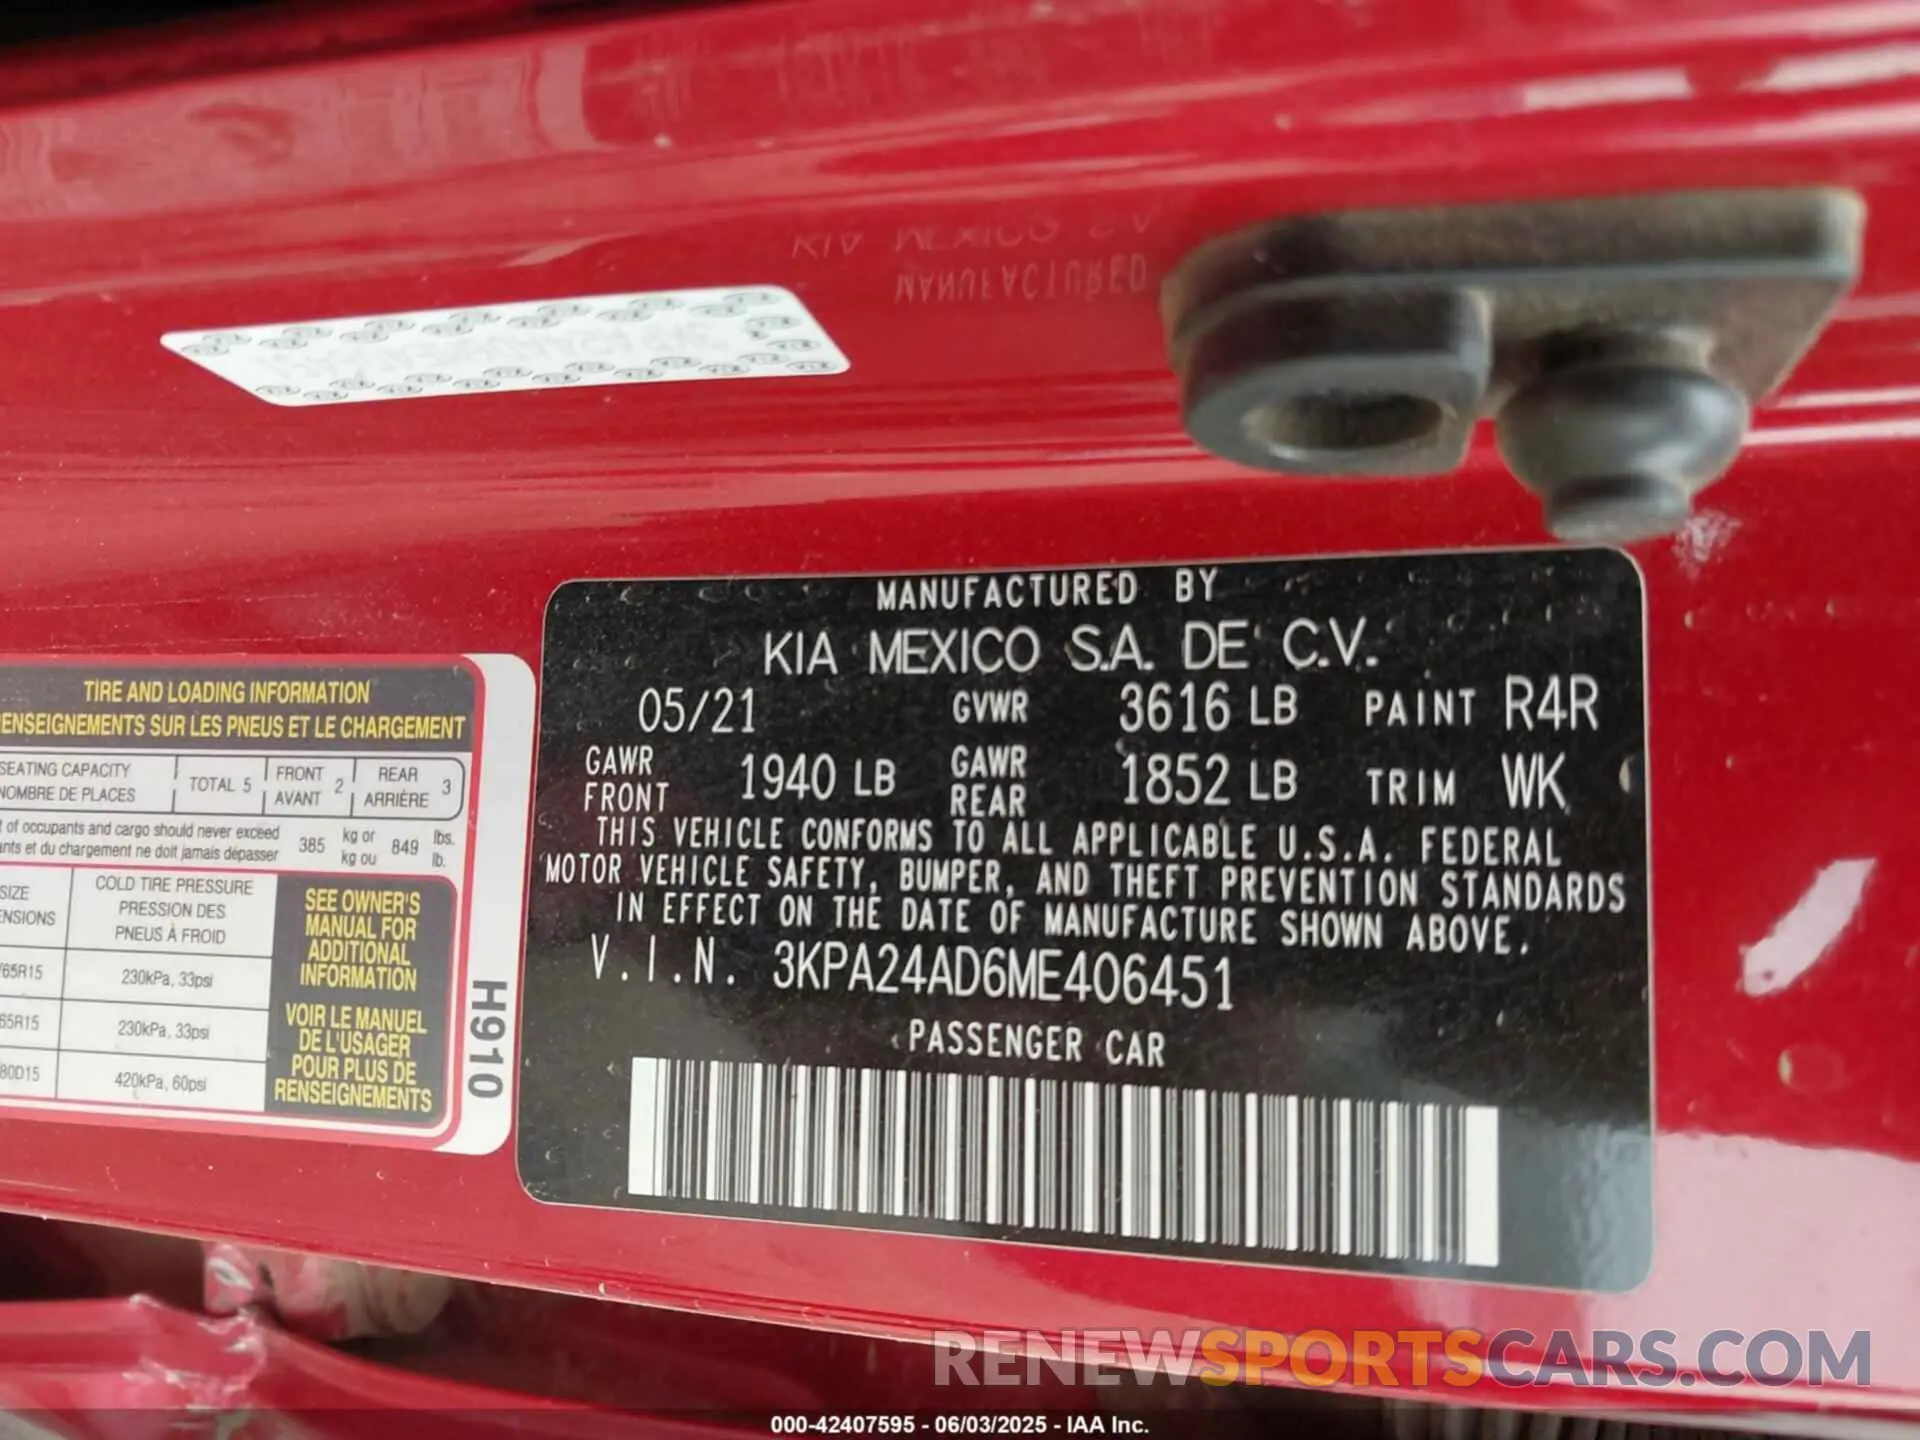 MANUFACTURED BY
KIA MEXICO S.A. DE C.V.
05/21 GVWR 3616 LB PAINT R4R
GAWR FRONT 1940 LB GAWR REAR 1852 LB TRIM WK
THIS VEHICLE CONFORMS TO ALL APPLICABLE U.S.A. FEDERAL
MOTOR VEHICLE SAFETY, BUMPER, AND THEFT PREVENTION STANDARDS
IN EFFECT ON THE DATE OF MANUFACTURE SHOWN ABOVE.
V.I.N. 3KPA24AD6ME406451
PASSENGER CAR
TIRE AND LOADING INFORMATION
ENSEIGNEMENTS SUR LES PNEUS ET LE CHARGEMENT
SEATING CAPACITY
NOMBRE DE PLACES
TOTAL 5
FRONT
AVANT 2
REAR
ARRIÈRE 3
t of occupants and cargo should never exceed
ants et du chargement ne doit jamais dépasser
385 kg or
kg ou
849 lbs.
lb.
SIZE
ENSIONS
COLD TIRE PRESSURE
PRESSION DES
PNEUS À FROID
/65R15 230kPa, 33psi
65R15 230kPa, 33psi
80D15 420kPa, 60psi
SEE OWNER'S
MANUAL FOR
ADDITIONAL
INFORMATION
VOIR LE MANUEL
DE L'USAGER
POUR PLUS DE
RENSEIGNEMENTS
H910
RENEWSPORTSCARS.COM
000-42407595 - 06/03/2025 - IAA Inc.